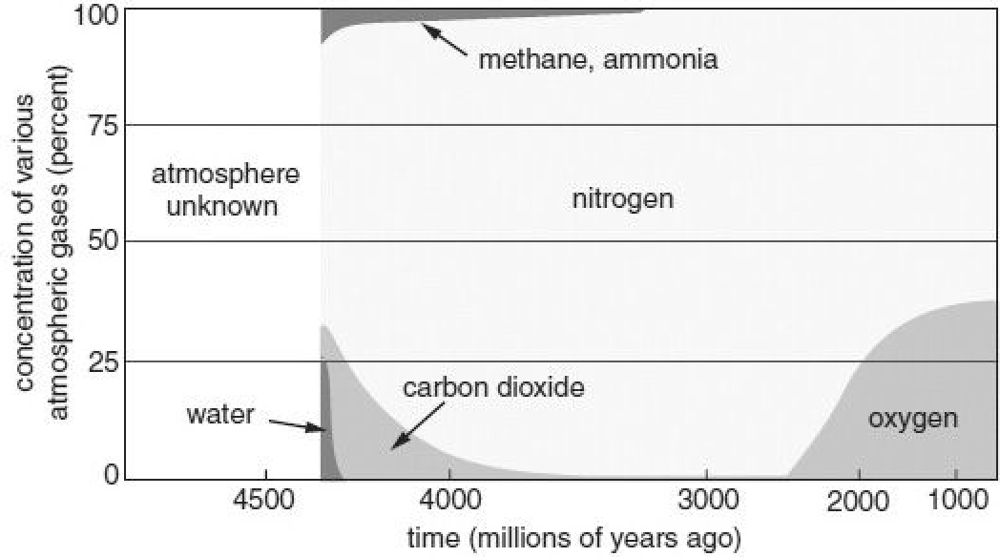 concentration of various
atmospheric gases (percent)
100
75
50
25
0
methane, ammonia
atmosphere
unknown
nitrogen
carbon dioxide
water
oxygen
4500
4000
3000
2000
1000
time (millions of years ago)